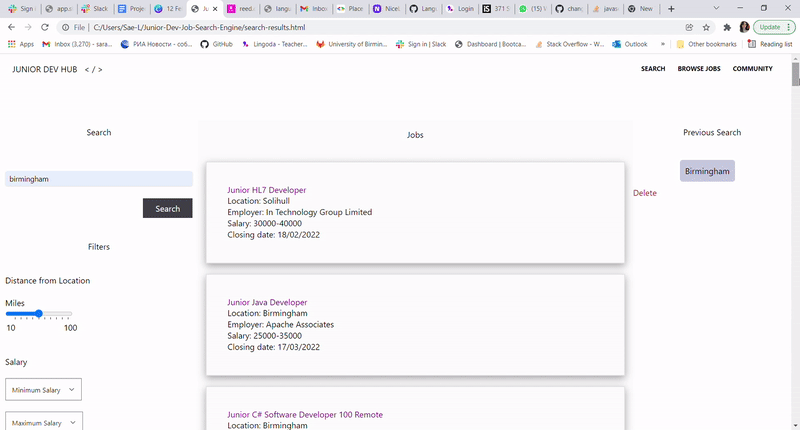 Sign
app.s
Slack
Proje
12 Fe
Ju
reed.
lang
Inbo
Place
Nice
Lang
Login
371 S
(15) V
chan
javas
New
File
C:/Users/Sae-L/Junior-Dev-Job-Search-Engine/search-results.html
Update
Apps
Inbox (3,270) - sara...
РИА Новости - соб...
GitHub
Lingoda - Teacher...
University of Birmin...
Sign in | Slack
Dashboard | Bootca...
Stack Overflow - W...
Outlook
»
Other bookmarks
Reading list
JUNIOR DEV HUB < / >
SEARCH
BROWSE JOBS
COMMUNITY
Search
birmingham
Search
Filters
Distance from Location
Miles
10
100
Salary
Minimum Salary
Maximum Salary
Jobs
Junior HL7 Developer
Location: Solihull
Employer: In Technology Group Limited
Salary: 30000-40000
Closing date: 18/02/2022
Junior Java Developer
Location: Birmingham
Employer: Apache Associates
Salary: 25000-35000
Closing date: 17/03/2022
Junior C# Software Developer 100 Remote
Location: Birmingham
Previous Search
Birmingham
Delete